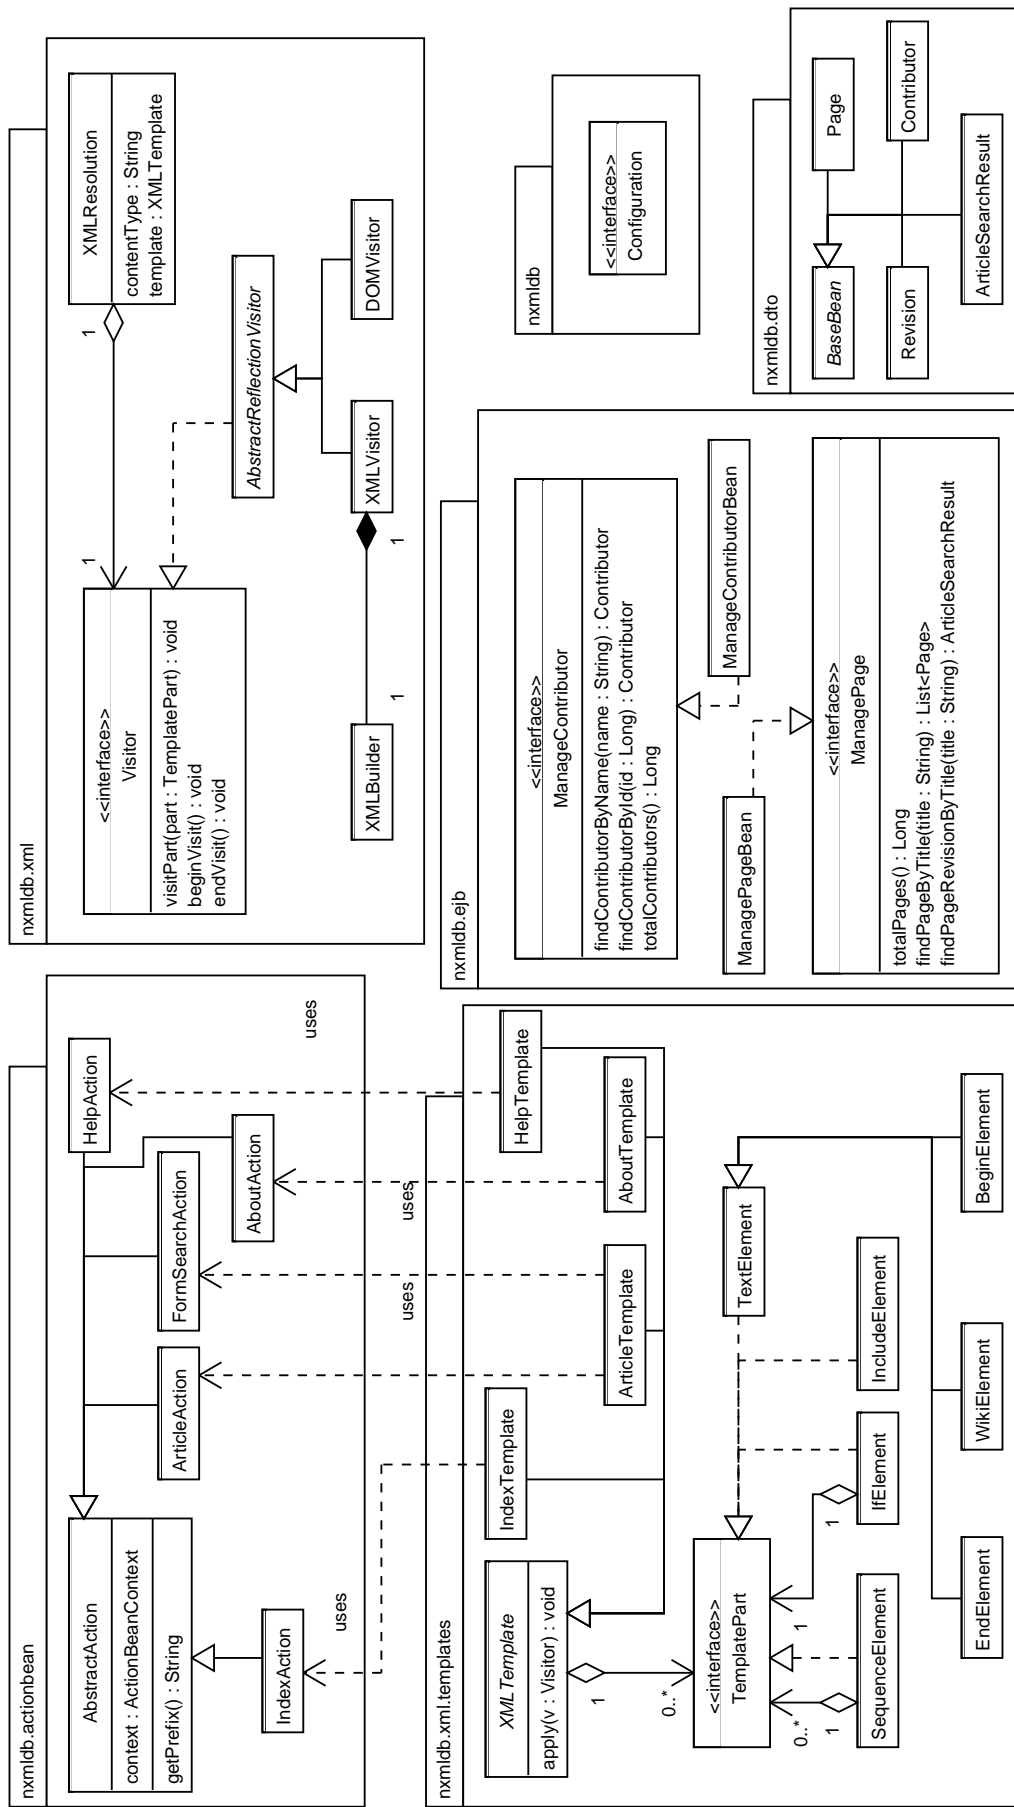 nxmldb.actionbean
AbstractAction
context : ActionBeanContext
getPrefix() : String
IndexAction
ArticleAction
FormSearchAction
AboutAction
HelpAction
uses
uses
uses
uses
nxmldb.xml.templates
XMLTemplate
apply(v : Visitor) : void
IndexTemplate
ArticleTemplate
AboutTemplate
HelpTemplate
1
0..*
<<interface>>
TemplatePart
TextElement
0..*
1
1
1
SequenceElement
IfElement
IncludeElement
EndElement
WikiElement
BeginElement
nxmldb.xml
<<interface>>
Visitor
visitPart(part : TemplatePart) : void
beginVisit() : void
endVisit() : void
1
1
XMLResolution
contentType : String
template : XMLTemplate
AbstractReflectionVisitor
XMLBuilder
1
1
XMLVisitor
DOMVisitor
nxmldb.ejb
<<interface>>
ManageContributor
findContributorByName(name : String) : Contributor
findContributorById(id : Long) : Contributor
totalContributors() : Long
ManagePageBean
ManageContributorBean
<<interface>>
ManagePage
totalPages() : Long
findPageByTitle(title : String) : List<Page>
findPageRevisionByTitle(title : String) : ArticleSearchResult
nxmldb
<<interface>>
Configuration
nxmldb.dto
BaseBean
Page
Revision
Contributor
ArticleSearchResult